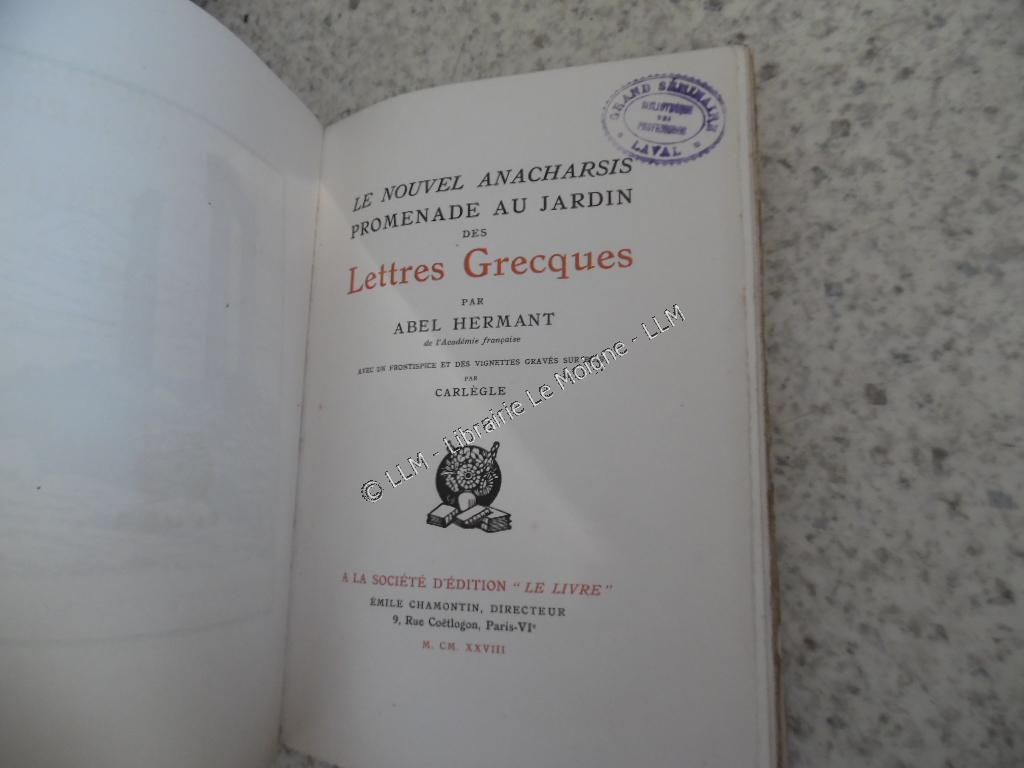 GRAND SÉMINAIRE
BIBLIOTHÈQUE
DES
PROFESSEURS
* LAVAL *
LE NOUVEL ANACHARSIS
PROMENADE AU JARDIN
DES
Lettres Grecques
PAR
ABEL HERMANT
de l'Académie française
AVEC UN FRONTISPICE ET DES VIGNETTES GRAVÉS SUR
PAR
CARLÈGLE
© LLM - Librairie Le Moigne - LLM
A LA SOCIÉTÉ D'ÉDITION "LE LIVRE"
ÉMILE CHAMONTIN, DIRECTEUR
9, Rue Coëtlogon, Paris-VIe
M. CM. XXVIII